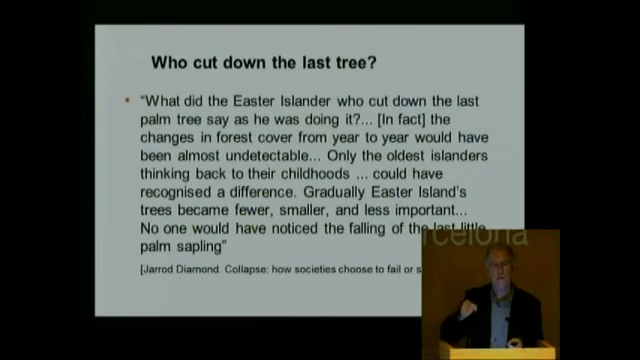 Who cut down the last tree?
• “What did the Easter Islander who cut down the last
palm tree say as he was doing it?... [In fact] the
changes in forest cover from year to year would have
been almost undetectable... Only the oldest islanders
thinking back to their childhoods ... could have
recognised a difference. Gradually Easter Island's
trees became fewer, smaller, and less important...
No one would have noticed the falling of the last little
palm sapling”
[Jarrod Diamond. Collapse: how societies choose to fail or s
rcelona